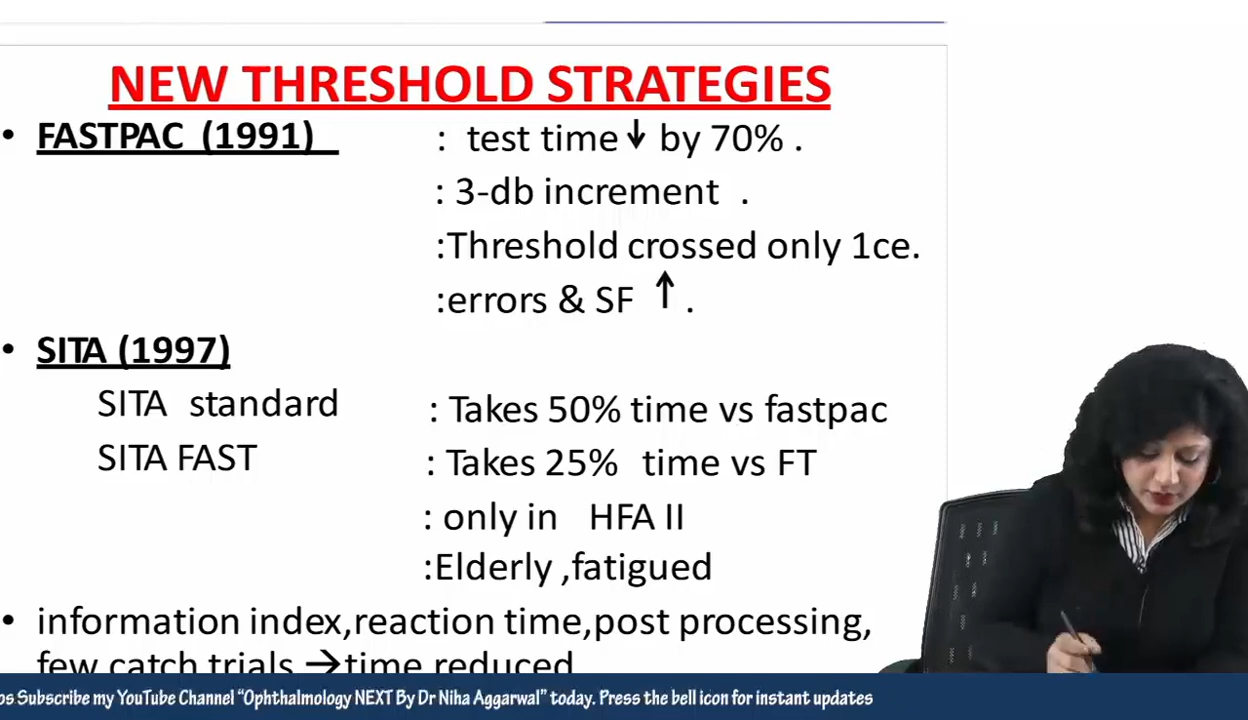 NEW THRESHOLD STRATEGIES
• FASTPAC (1991) : test time ↓ by 70% .
: 3-db increment .
:Threshold crossed only 1ce.
:errors & SF ↑ .
• SITA (1997)
SITA standard : Takes 50% time vs fastpac
SITA FAST : Takes 25% time vs FT
: only in HFA II
:Elderly ,fatigued
• information index,reaction time,post processing,
few catch trials →time reduced
Subscribe my YouTube Channel “Ophthalmology NEXT By Dr Niha Aggarwal” today. Press the bell icon for instant updates